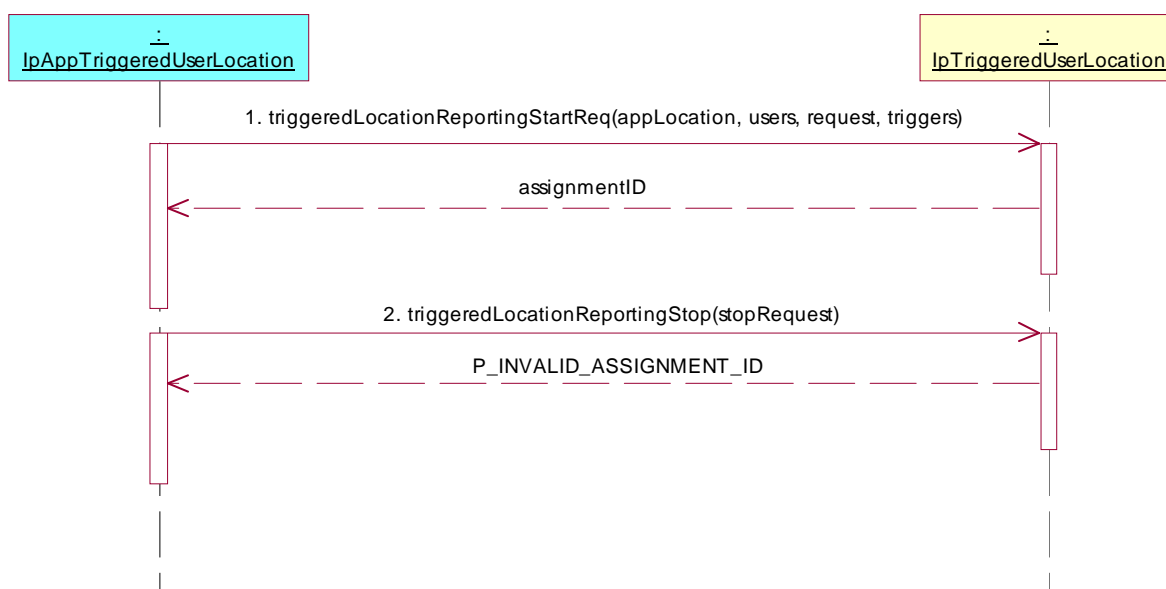 :
IpAppTriggeredUserLocation
:
IpTriggeredUserLocation
1. triggeredLocationReportingStartReq(appLocation, users, request, triggers)
assignmentID
2. triggeredLocationReportingStop(stopRequest)
P_INVALID_ASSIGNMENT_ID